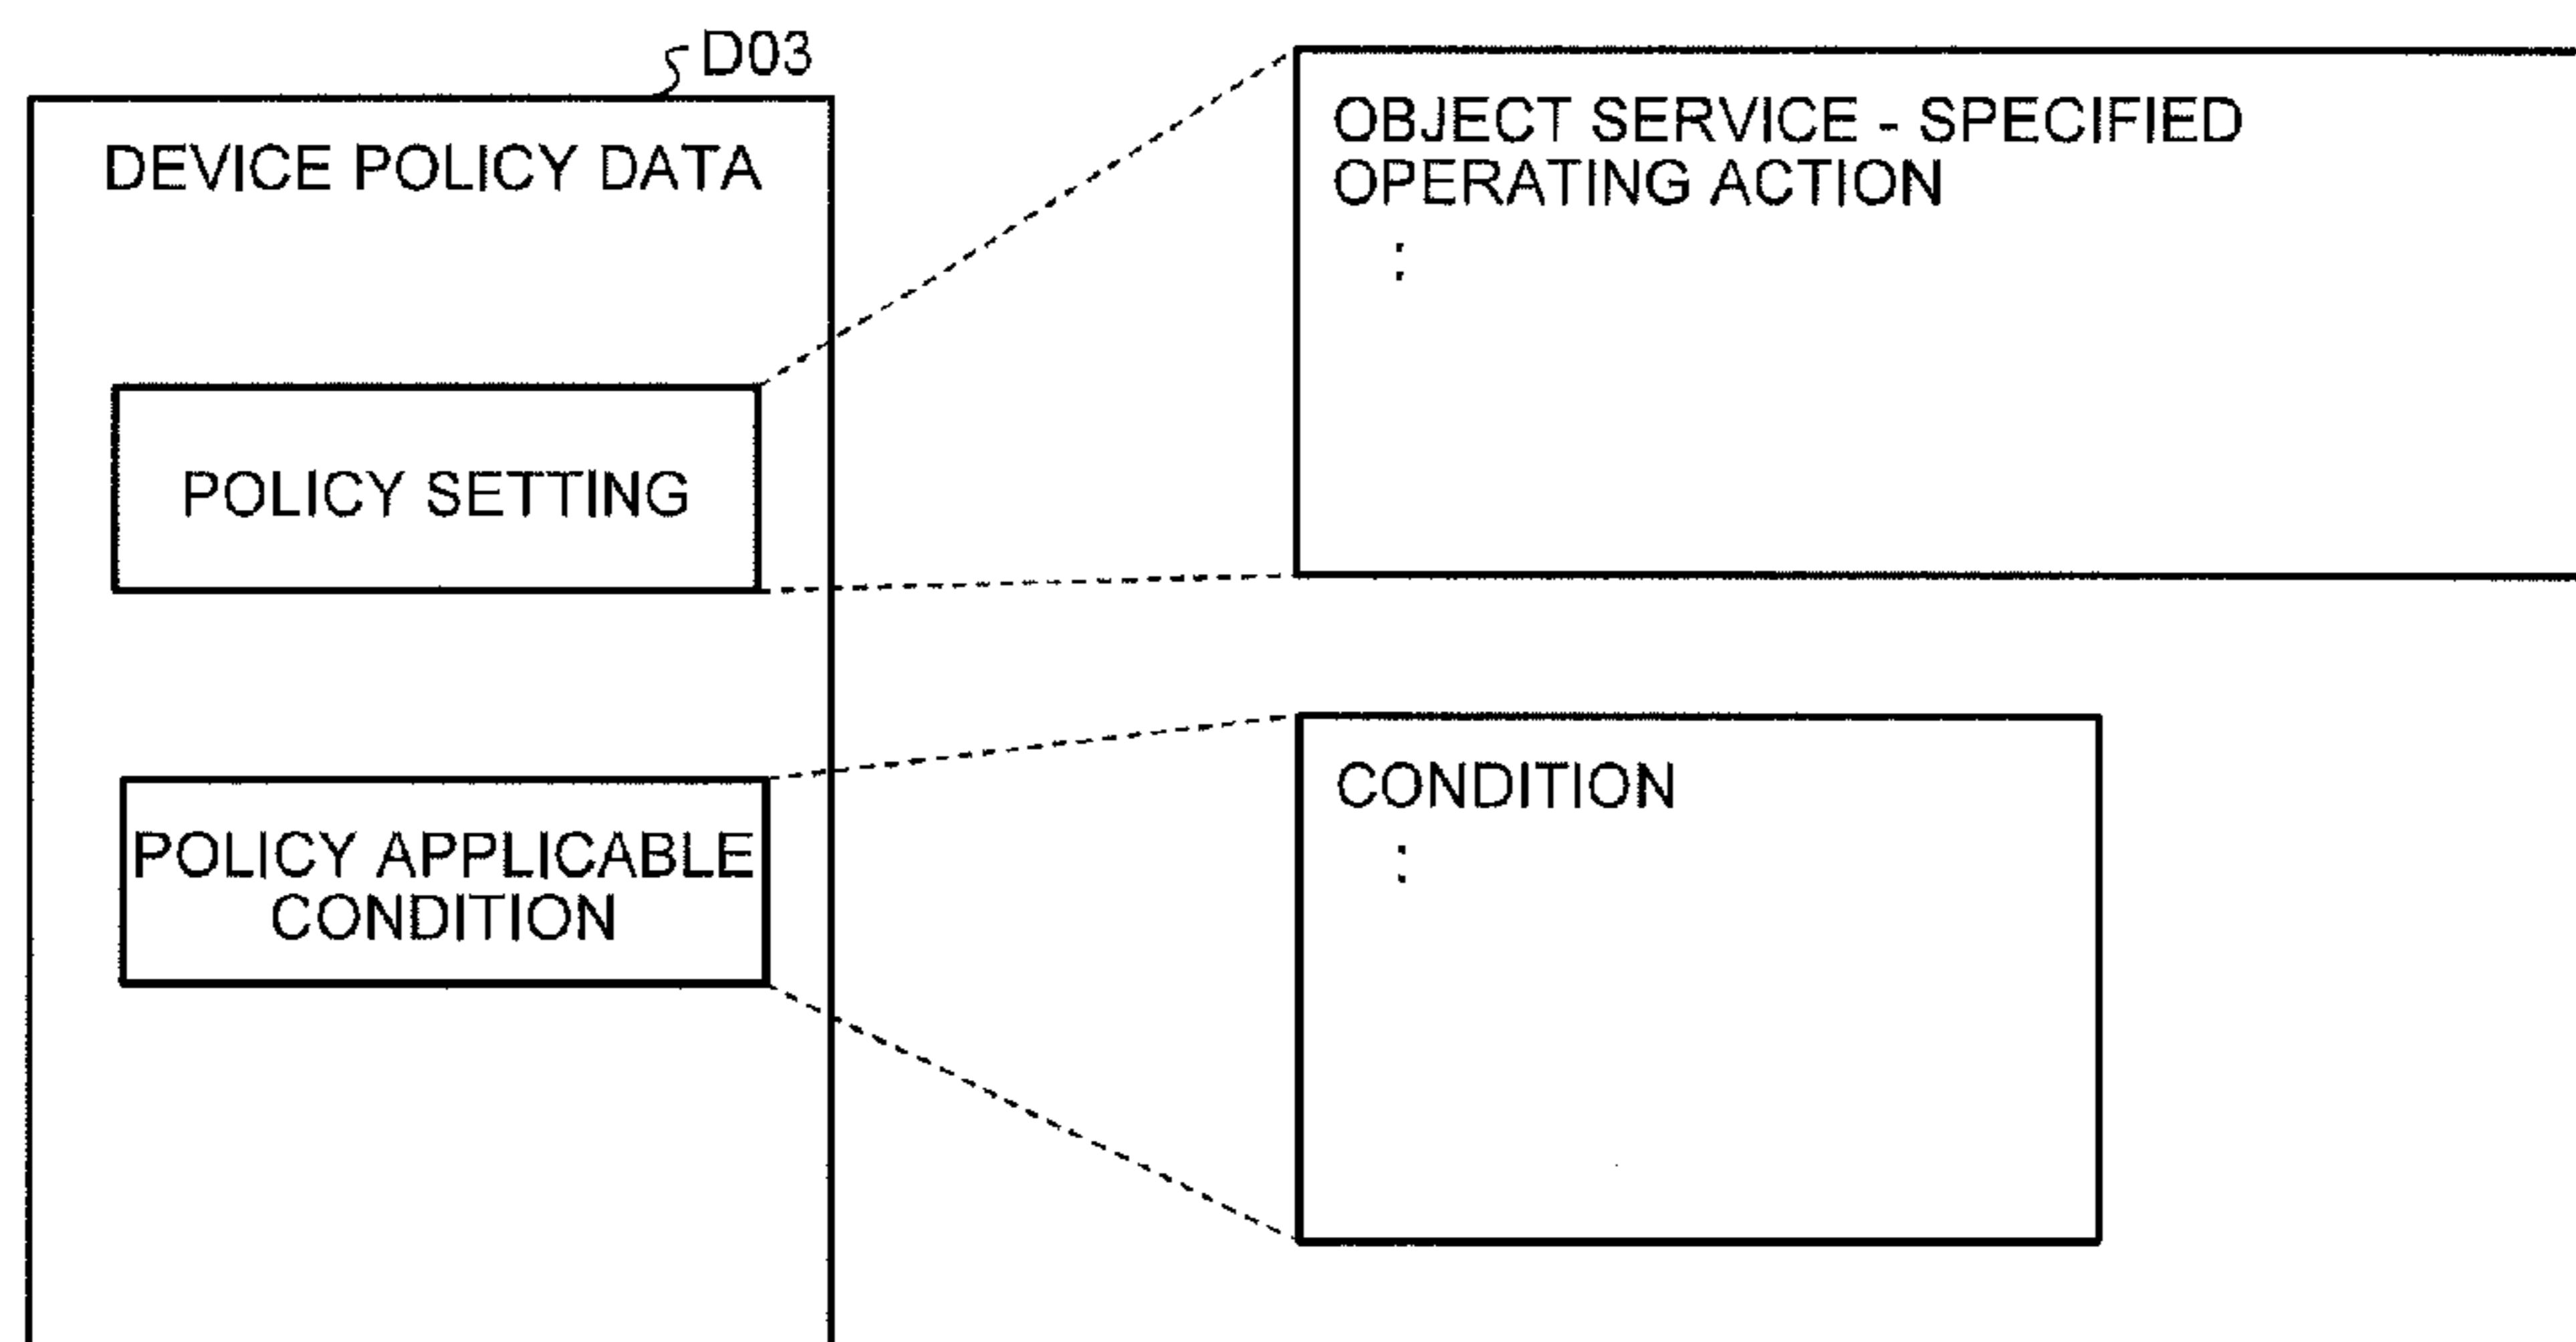 D03
DEVICE POLICY DATA
POLICY SETTING
POLICY APPLICABLE
CONDITION
OBJECT SERVICE - SPECIFIED
OPERATING ACTION
:
CONDITION
: